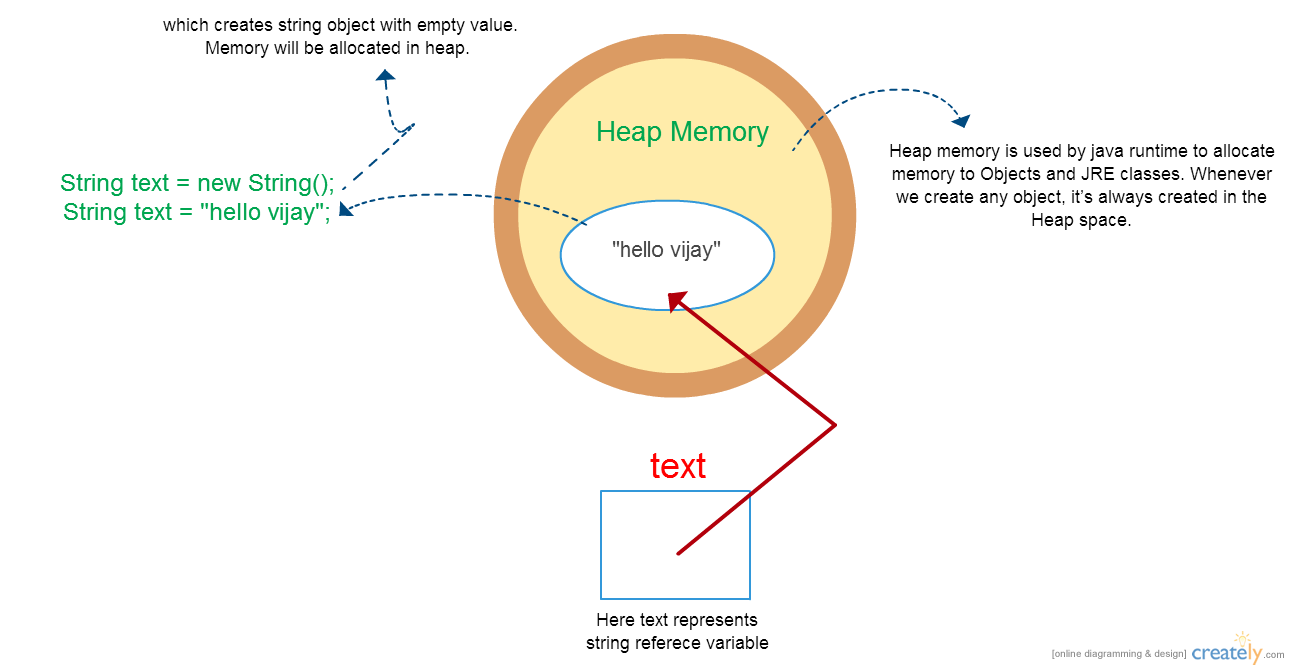 which creates string object with empty value.
Memory will be allocated in heap.
Heap Memory
Heap memory is used by java runtime to allocate
memory to Objects and JRE classes. Whenever
we create any object, it’s always created in the
Heap space.
String text = new String();
String text = "hello vijay";
"hello vijay"
text
Here text represents
string referece variable
[online diagramming & design] creately.com